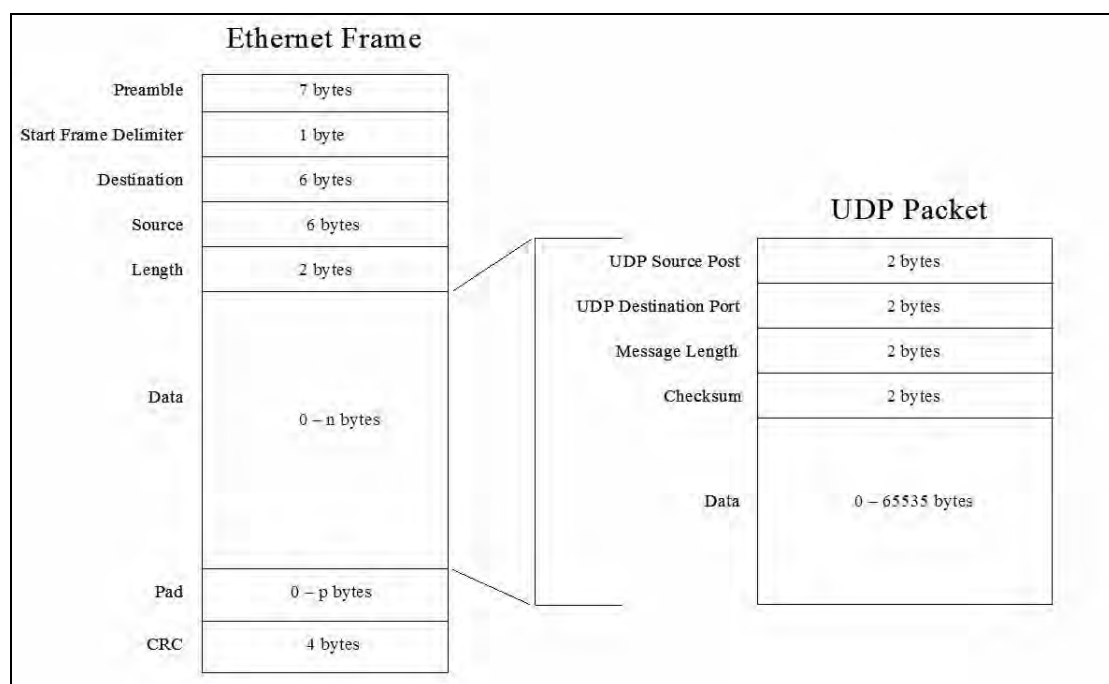 Ethernet Frame
Preamble 7 bytes
Start Frame Delimiter 1 byte
Destination 6 bytes
Source 6 bytes
Length 2 bytes
Data 0 – n bytes
Pad 0 – p bytes
CRC 4 bytes
UDP Packet
UDP Source Post 2 bytes
UDP Destination Port 2 bytes
Message Length 2 bytes
Checksum 2 bytes
Data 0 – 65535 bytes